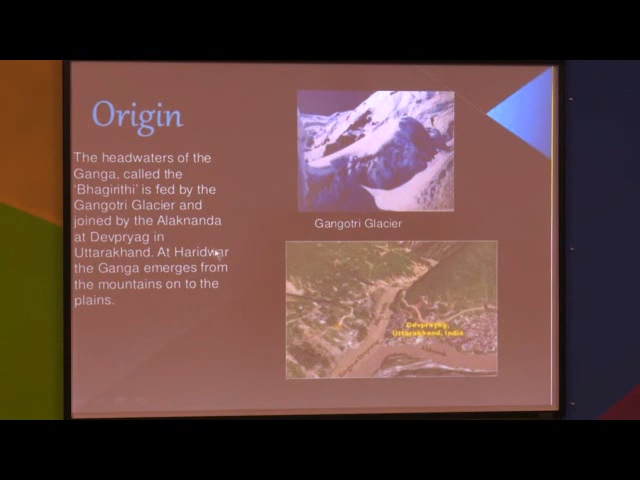 Origin
The headwaters of the
Ganga, called the
'Bhagirithi' is fed by the
Gangotri Glacier and
joined by the Alaknanda
at Devpryag in
Uttarakhand. At Haridwar
the Ganga emerges from
the mountains on to the
plains.
Gangotri Glacier
Devprayag,
Uttarakhand, India